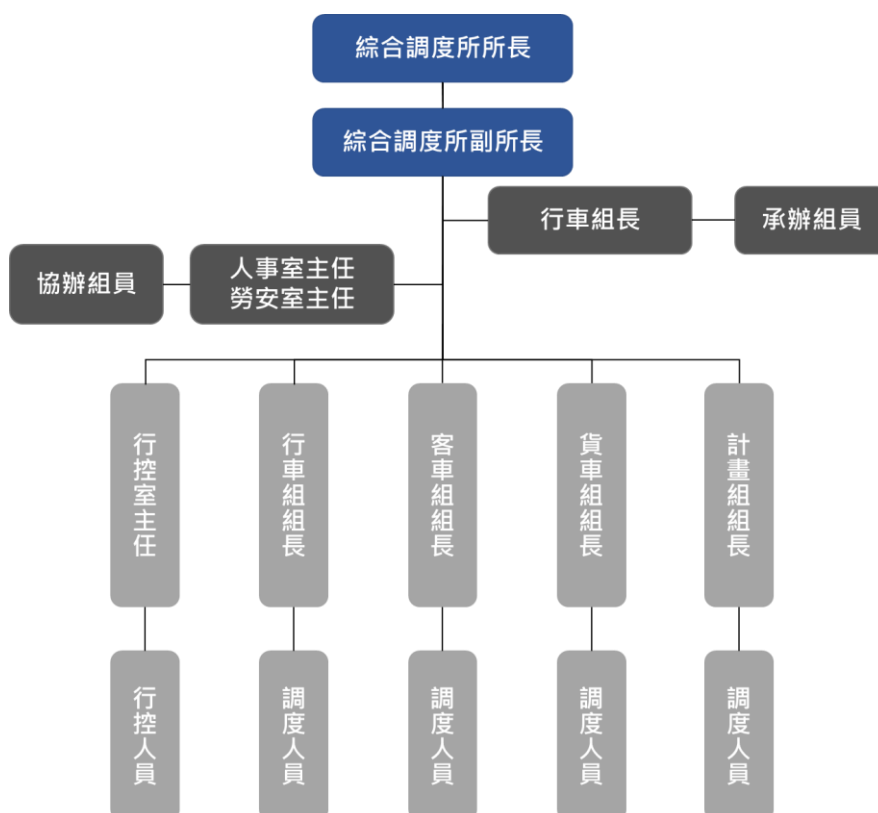 綜合調度所所長
綜合調度所副所長
行車組長
承辦組員
協辦組員
人事室主任
勞安室主任
行控室主任
行車組組長
客車組組長
貨車組組長
計畫組組長
行控人員
調度人員
調度人員
調度人員
調度人員